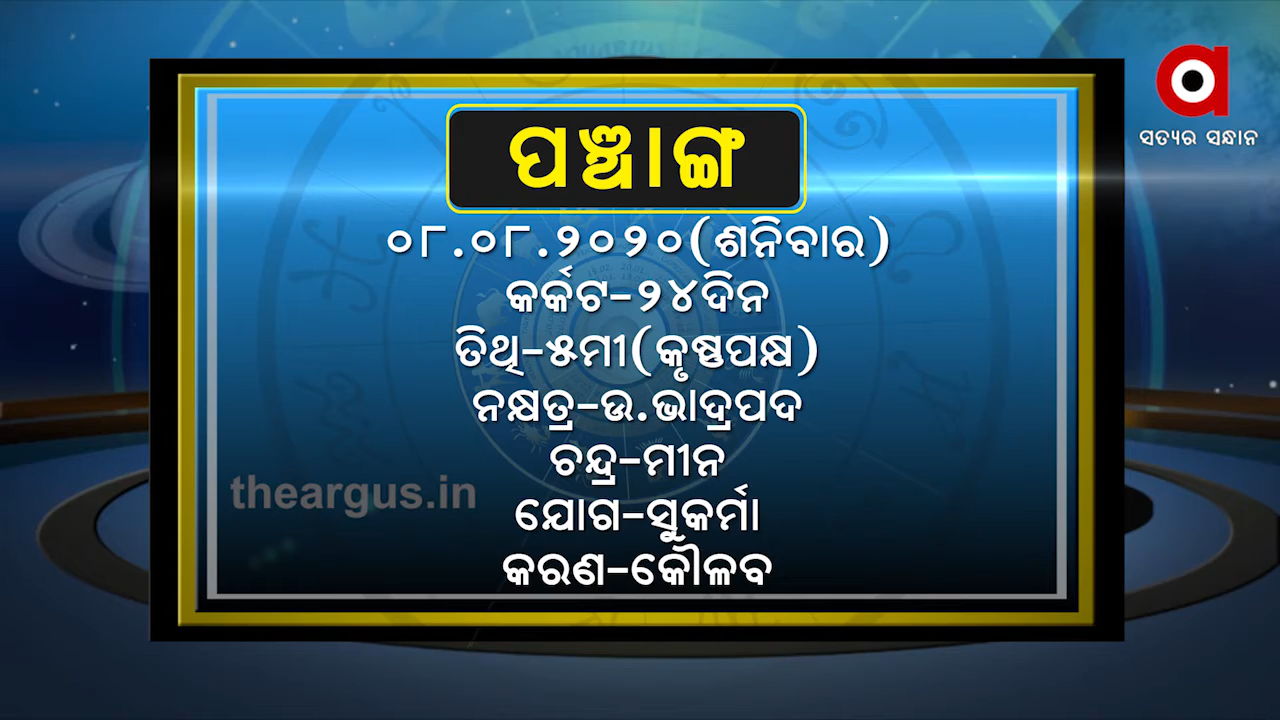 ପଞ୍ଚାଙ୍ଗ
ସତ୍ୟର ସନ୍ଧାନ
୦୮.୦୮.୨୦୨୦(ଶନିବାର)
କର୍କଟ-୨୪ଦିନ
ତିଥି-୫ମୀ(କୃଷ୍ଣପକ୍ଷ)
ନକ୍ଷତ୍ର-ଉ.ଭାଦ୍ରପଦ
ଚନ୍ଦ୍ର-ମୀନ
theargus.in
ଯୋଗ-ସୁକର୍ମା
କରଣ-କୌଳବ